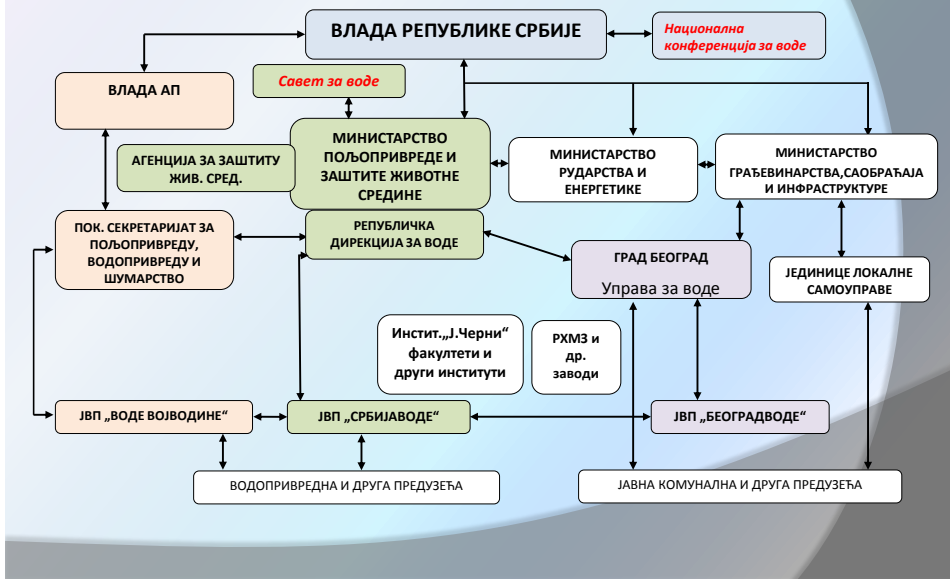 ВЛАДА РЕПУБЛИКЕ СРБИЈЕ
Национална
конференција за воде
ВЛАДА АП
Савет за воде
МИНИСТАРСТВО
ПОЉОПРИВРЕДЕ И
ЗАШТИТЕ ЖИВОТНЕ
СРЕДИНЕ
АГЕНЦИЈА ЗА ЗАШТИТУ
ЖИВ. СРЕД.
МИНИСТАРСТВО
РУДАРСТВА И
ЕНЕРГЕТИКЕ
МИНИСТАРСТВО
ГРАЂЕВИНАРСТВА,САОБРАЋАЈА
И ИНФРАСТРУКТУРЕ
ПОК. СЕКРЕТАРИЈАТ ЗА
ПОЉОПРИВРЕДУ,
ВОДОПРИВРЕДУ И
ШУМАРСТВО
РЕПУБЛИЧКА
ДИРЕКЦИЈА ЗА ВОДЕ
ГРАД БЕОГРАД
Управа за воде
ЈЕДИНИЦЕ ЛОКАЛНЕ
САМОУПРАВЕ
Инстит.„Ј.Черни“
факултети и
други институти
РХМЗ и
др.
заводи
ЈВП „ВОДЕ ВОЈВОДИНЕ“
ЈВП „СРБИЈАВОДЕ“
ЈВП „БЕОГРАДВОДЕ“
ВОДОПРИВРЕДНА И ДРУГА ПРЕДУЗЕЋА
ЈАВНА КОМУНАЛНА И ДРУГА ПРЕДУЗЕЋА